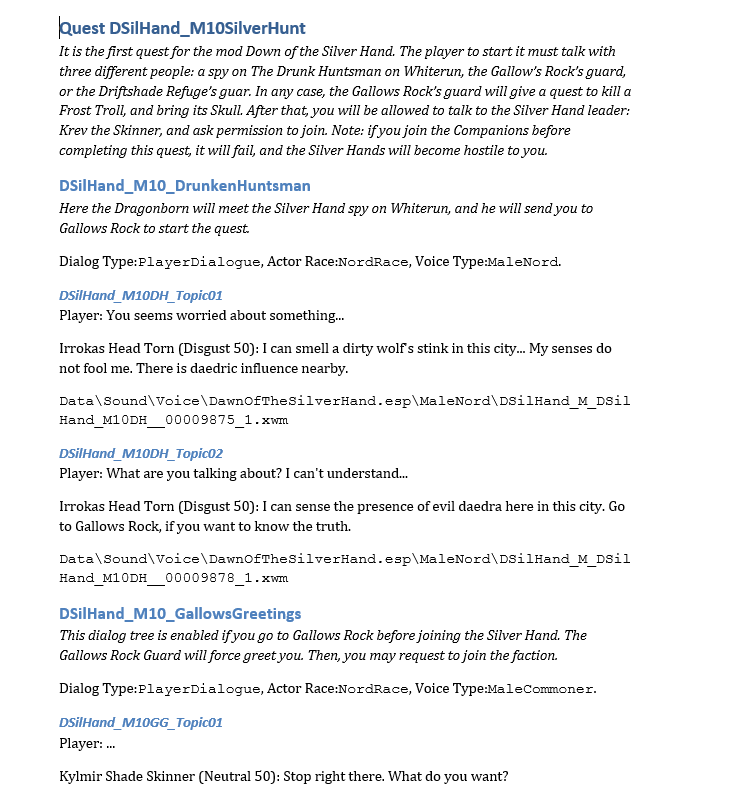 Quest DSilHand_M10SilverHunt
It is the first quest for the mod Down of the Silver Hand. The player to start it must talk with
three different people: a spy on The Drunk Huntsman on Whiterun, the Gallow's Rock's guard,
or the Driftshade Refuge's guar. In any case, the Gallows Rock's guard will give a quest to kill a
Frost Troll, and bring its Skull. After that, you will be allowed to talk to the Silver Hand leader:
Krev the Skinner, and ask permission to join. Note: if you join the Companions before
completing this quest, it will fail, and the Silver Hands will become hostile to you.
DSilHand_M10_DrunkenHuntsman
Here the Dragonborn will meet the Silver Hand spy on Whiterun, and he will send you to
Gallows Rock to start the quest.
Dialog Type:PlayerDialogue, Actor Race:NordRace, Voice Type:MaleNord.
DSilHand_M10DH_Topic01
Player: You seems worried about something...
Irrokas Head Torn (Disgust 50): I can smell a dirty wolf's stink in this city... My senses do
not fool me. There is daedric influence nearby.
Data\Sound\Voice\DawnOfTheSilverHand.esp\MaleNord\DSilHand_M_DSil
Hand_M10DH__00009875_1.xwm
DSilHand_M10DH_Topic02
Player: What are you talking about? I can't understand...
Irrokas Head Torn (Disgust 50): I can sense the presence of evil daedra here in this city. Go
to Gallows Rock, if you want to know the truth.
Data\Sound\Voice\DawnOfTheSilverHand.esp\MaleNord\DSilHand_M_DSil
Hand_M10DH__00009878_1.xwm
DSilHand_M10_GallowsGreetings
This dialog tree is enabled if you go to Gallows Rock before joining the Silver Hand. The
Gallows Rock Guard will force greet you. Then, you may request to join the faction.
Dialog Type:PlayerDialogue, Actor Race:NordRace, Voice Type:MaleCommoner.
DSilHand_M10GG_Topic01
Player: ...
Kylmir Shade Skinner (Neutral 50): Stop right there. What do you want?